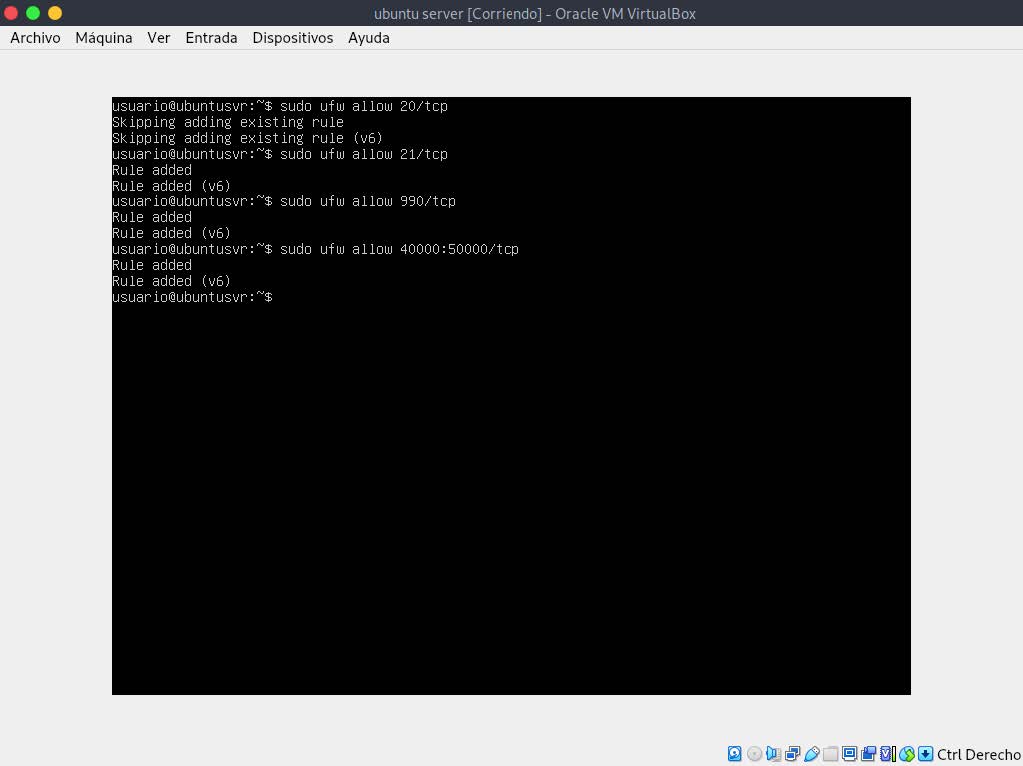 ubuntu server [Corriendo] - Oracle VM VirtualBox
Archivo Máquina Ver Entrada Dispositivos Ayuda
usuario@ubuntusvr:~$ sudo ufw allow 20/tcp
Skipping adding existing rule
Skipping adding existing rule (v6)
usuario@ubuntusvr:~$ sudo ufw allow 21/tcp
Rule added
Rule added (v6)
usuario@ubuntusvr:~$ sudo ufw allow 990/tcp
Rule added
Rule added (v6)
usuario@ubuntusvr:~$ sudo ufw allow 40000:50000/tcp
Rule added
Rule added (v6)
usuario@ubuntusvr:~$
Ctrl Derecho